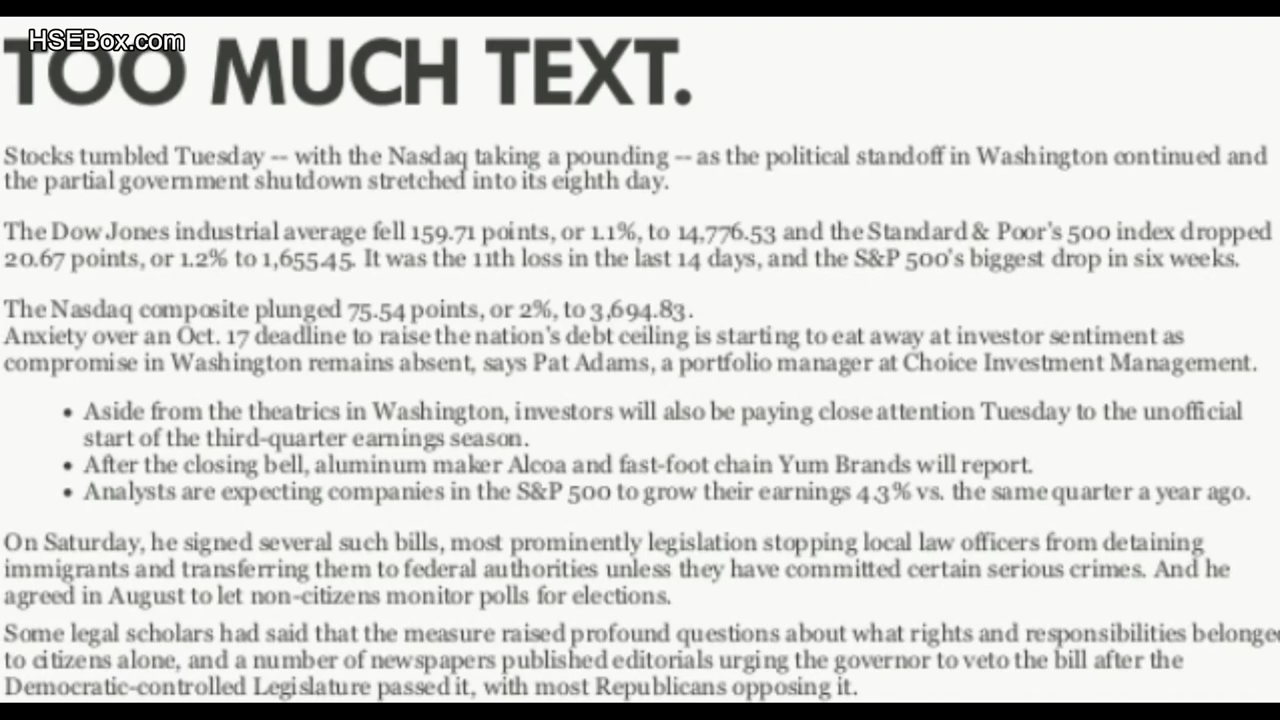 HSEBox.com
TOO MUCH TEXT.
Stocks tumbled Tuesday -- with the Nasdaq taking a pounding -- as the political standoff in Washington continued and
the partial government shutdown stretched into its eighth day.
The Dow Jones industrial average fell 159.71 points, or 1.1%, to 14,776.53 and the Standard & Poor's 500 index dropped
20.67 points, or 1.2% to 1,655.45. It was the 11th loss in the last 14 days, and the S&P 500's biggest drop in six weeks.
The Nasdaq composite plunged 75.54 points, or 2%, to 3,694.83.
Anxiety over an Oct. 17 deadline to raise the nation's debt ceiling is starting to eat away at investor sentiment as
compromise in Washington remains absent, says Pat Adams, a portfolio manager at Choice Investment Management.
• Aside from the theatrics in Washington, investors will also be paying close attention Tuesday to the unofficial
start of the third-quarter earnings season.
• After the closing bell, aluminum maker Alcoa and fast-foot chain Yum Brands will report.
• Analysts are expecting companies in the S&P 500 to grow their earnings 4.3% vs. the same quarter a year ago.
On Saturday, he signed several such bills, most prominently legislation stopping local law officers from detaining
immigrants and transferring them to federal authorities unless they have committed certain serious crimes. And he
agreed in August to let non-citizens monitor polls for elections.
Some legal scholars had said that the measure raised profound questions about what rights and responsibilities belonged
to citizens alone, and a number of newspapers published editorials urging the governor to veto the bill after the
Democratic-controlled Legislature passed it, with most Republicans opposing it.